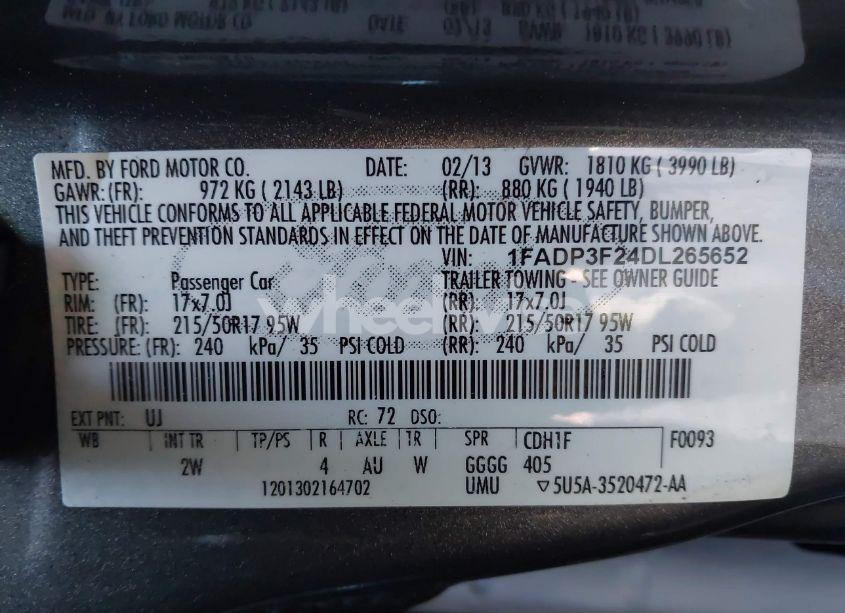 MFD. BY FORD MOTOR CO. DATE: 02/13 GVWR: 1810 KG ( 3990 LB)
GAWR: (FR): 972 KG ( 2143 LB) (RR): 880 KG ( 1940 LB)
THIS VEHICLE CONFORMS TO ALL APPLICABLE FEDERAL MOTOR VEHICLE SAFETY, BUMPER,
AND THEFT PREVENTION STANDARDS IN EFFECT ON THE DATE OF MANUFACTURE SHOWN ABOVE.
VIN: 1FADP3F24DL265652
TYPE: Passenger Car TRAILER TOWING - SEE OWNER GUIDE
RIM: (FR): 17x7.0J (RR): 17x7.0J
TIRE: (FR): 215/50R17 95W (RR): 215/50R17 95W
PRESSURE: (FR): 240 kPa/ 35 PSI COLD (RR): 240 kPa/ 35 PSI COLD
EXT PNT: UJ RC: 72 DSO:
WB INT TR TP/PS R AXLE TR SPR CDH1F F0093
2W 4 AU W GGGG 405
1201302164702 UMU ▽5U5A-3520472-AA